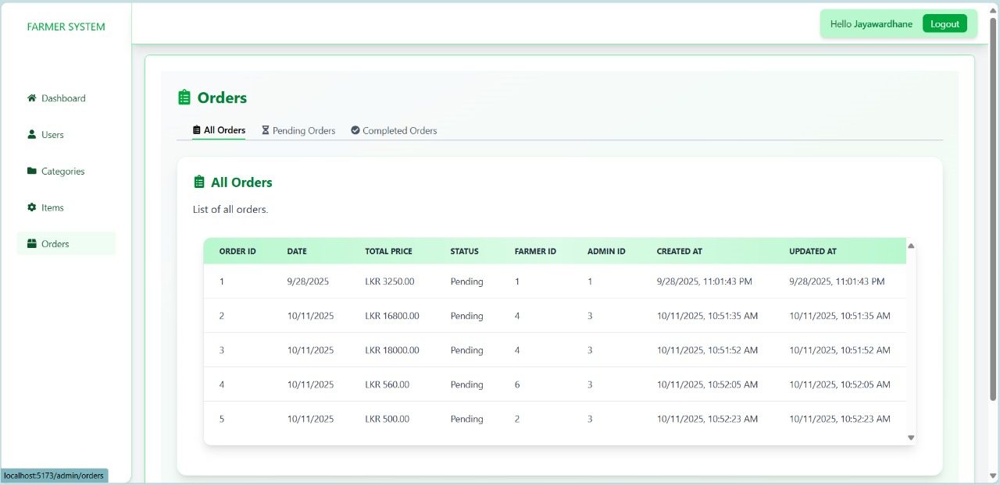 FARMER SYSTEM
Hello Jayawardhane Logout
Dashboard
Users
Categories
Items
Orders
Orders
All Orders Pending Orders Completed Orders
All Orders
List of all orders.
ORDER ID DATE TOTAL PRICE STATUS FARMER ID ADMIN ID CREATED AT UPDATED AT
1 9/28/2025 LKR 3250.00 Pending 1 1 9/28/2025, 11:01:43 PM 9/28/2025, 11:01:43 PM
2 10/11/2025 LKR 16800.00 Pending 4 3 10/11/2025, 10:51:35 AM 10/11/2025, 10:51:35 AM
3 10/11/2025 LKR 18000.00 Pending 4 3 10/11/2025, 10:51:52 AM 10/11/2025, 10:51:52 AM
4 10/11/2025 LKR 560.00 Pending 6 3 10/11/2025, 10:52:05 AM 10/11/2025, 10:52:05 AM
5 10/11/2025 LKR 500.00 Pending 2 3 10/11/2025, 10:52:23 AM 10/11/2025, 10:52:23 AM
localhost:5173/admin/orders